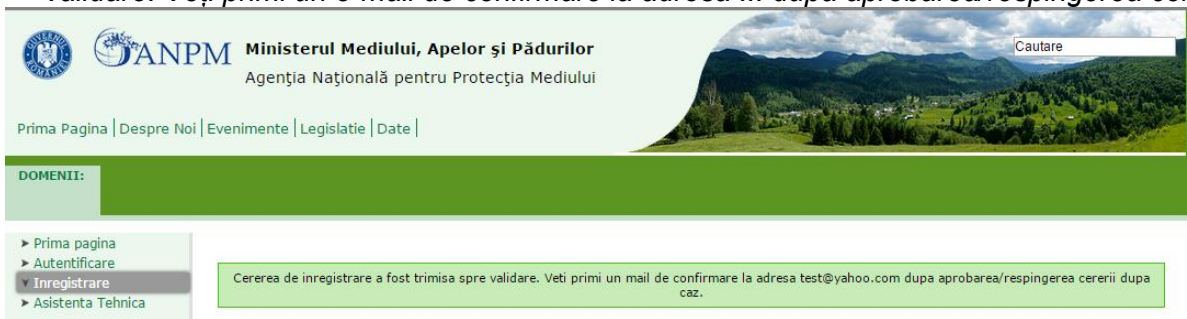 validare. Veți primi un e-mail de confirmare la adresa ... după aprobarea/respingerea
ANPM
Ministerul Mediului, Apelor şi Pădurilor
Agenţia Naţională pentru Protecţia Mediului
Cautare
Prima Pagina | Despre Noi | Evenimente | Legislatie | Date |
DOMENII:
Prima pagina
Autentificare
Inregistrare
Asistenta Tehnica
Cererea de inregistrare a fost trimisa spre validare. Veti primi un mail de confirmare la adresa test@yahoo.com dupa aprobarea/respingerea cererii dupa
caz.